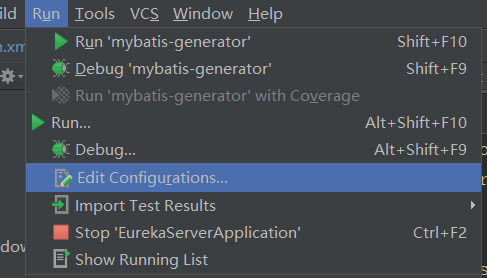 ild Run Tools VCS Window Help
Run 'mybatis-generator' Shift+F10
n.xm
Debug 'mybatis-generator' Shift+F9
Run 'mybatis-generator' with Coverage
Run... Alt+Shift+F10
Debug... Alt+Shift+F9
Edit Configurations...
Import Test Results
Stop 'EurekaServerApplication' Ctrl+F2
dow
Show Running List